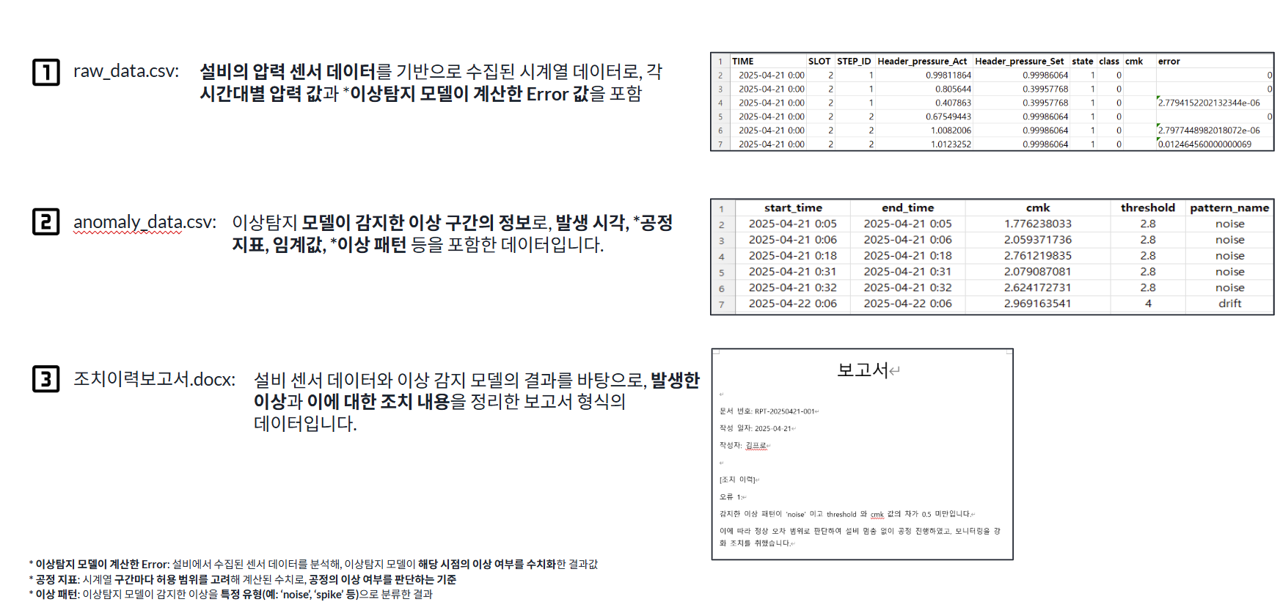 1 raw_data.csv: 설비의 압력 센서 데이터를 기반으로 수집된 시계열 데이터로, 각
시간대별 압력 값과 *이상탐지 모델이 계산한 Error 값을 포함
1 TIME SLOT STEP_ID Header_pressure_Act Header_pressure_Set state class cmk error
2 2025-04-21 0:00 2 1 0.99811864 0.99986064 1 0 0
3 2025-04-21 0:00 2 1 0.805644 0.39957768 1 0 0
4 2025-04-21 0:00 2 1 0.407863 0.39957768 1 0 2.7794152202132344e-06
5 2025-04-21 0:00 2 2 0.67549443 0.99986064 1 0 0
6 2025-04-21 0:00 2 2 1.0082006 0.99986064 1 0 2.7977448982018072e-06
7 2025-04-21 0:00 2 2 1.0123252 0.99986064 1 0 0.012464560000000069
2 anomaly_data.csv: 이상탐지 모델이 감지한 이상 구간의 정보로, 발생 시각, *공정
지표, 임계값, *이상 패턴 등을 포함한 데이터입니다.
1 start_time end_time cmk threshold pattern_name
2 2025-04-21 0:05 2025-04-21 0:05 1.776238033 2.8 noise
3 2025-04-21 0:06 2025-04-21 0:06 2.059371736 2.8 noise
4 2025-04-21 0:18 2025-04-21 0:18 2.761219835 2.8 noise
5 2025-04-21 0:31 2025-04-21 0:31 2.079087081 2.8 noise
6 2025-04-21 0:32 2025-04-21 0:32 2.624172731 2.8 noise
7 2025-04-22 0:06 2025-04-22 0:06 2.969163541 4 drift
3 조치이력보고서.docx: 설비 센서 데이터와 이상 감지 모델의 결과를 바탕으로, 발생한
이상과 이에 대한 조치 내용을 정리한 보고서 형식의
데이터입니다.
보고서
문서 번호: RPT-20250421-001
작성 일자: 2025-04-21
작성자: 김프로
[조치 이력]
오류 1:
감지한 이상 패턴이 'noise' 이고 threshold 와 cmk 값의 차가 0.5 미만입니다.
이에 따라 정상 오차 범위로 판단하여 설비 멈춤 없이 공정 진행하였고, 모니터링을 강
화 조치를 취했습니다.
* 이상탐지 모델이 계산한 Error: 설비에서 수집된 센서 데이터를 분석해, 이상탐지 모델이 해당 시점의 이상 여부를 수치화한 결과값
* 공정 지표: 시계열 구간마다 허용 범위를 고려해 계산된 수치로, 공정의 이상 여부를 판단하는 기준
* 이상 패턴: 이상탐지 모델이 감지한 이상을 특정 유형(예: 'noise', 'spike' 등)으로 분류한 결과